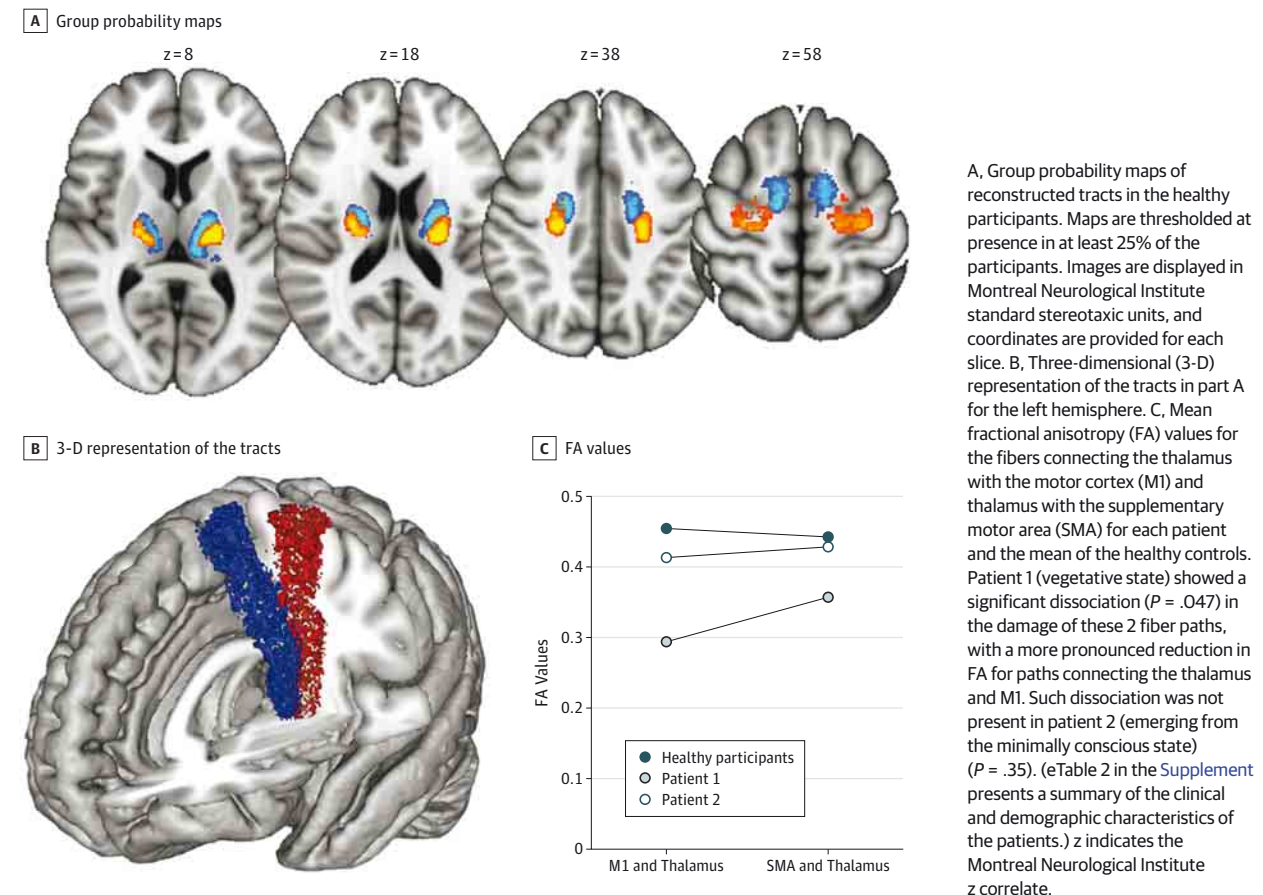 A Group probability maps
z=8
z=18
z=38
z=58
B 3-D representation of the tracts
C FA values
0.5
0.4
0.3
0.2
0.1
0
FA Values
Healthy participants
Patient 1
Patient 2
M1 and Thalamus
SMA and Thalamus
A, Group probability maps of
reconstructed tracts in the healthy
participants. Maps are thresholded at
presence in at least 25% of the
participants. Images are displayed in
Montreal Neurological Institute
standard stereotaxic units, and
coordinates are provided for each
slice. B, Three-dimensional (3-D)
representation of the tracts in part A
for the left hemisphere. C, Mean
fractional anisotropy (FA) values for
the fibers connecting the thalamus
with the motor cortex (M1) and
thalamus with the supplementary
motor area (SMA) for each patient
and the mean of the healthy controls.
Patient 1 (vegetative state) showed a
significant dissociation (P = .047) in
the damage of these 2 fiber paths,
with a more pronounced reduction in
FA for paths connecting the thalamus
and M1. Such dissociation was not
present in patient 2 (emerging from
the minimally conscious state)
(P = .35). (eTable 2 in the Supplement
presents a summary of the clinical
and demographic characteristics of
the patients.) z indicates the
Montreal Neurological Institute
z correlate.